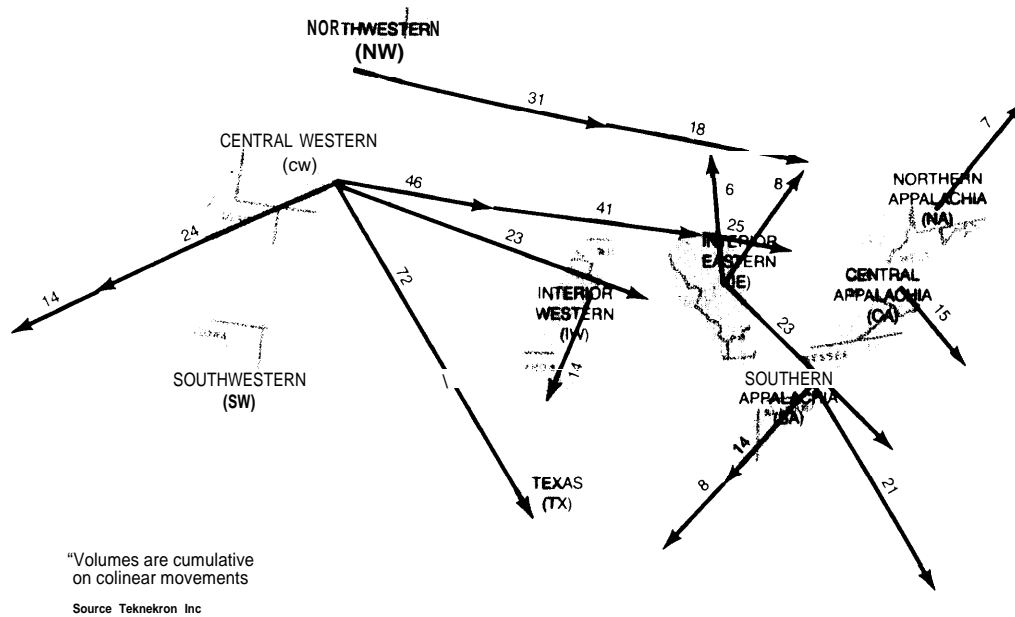 NORTHWESTERN
(NW)
31
18
7
CENTRAL WESTERN
(cw)
46
41
6
8
25
NORTHERN
APPALACHIA
(NA)
24
23
72
14
INTERIOR
EASTERN
(IE)
INTERIOR
WESTERN
(IW)
14
CENTRAL
APPALACHIA
(CA)
15
23
SOUTHWESTERN
(SW)
SOUTHERN
APPALACHIA
(SA)
14
8
21
TEXAS
(TX)
“Volumes are cumulative
on colinear movements
Source Teknekron Inc